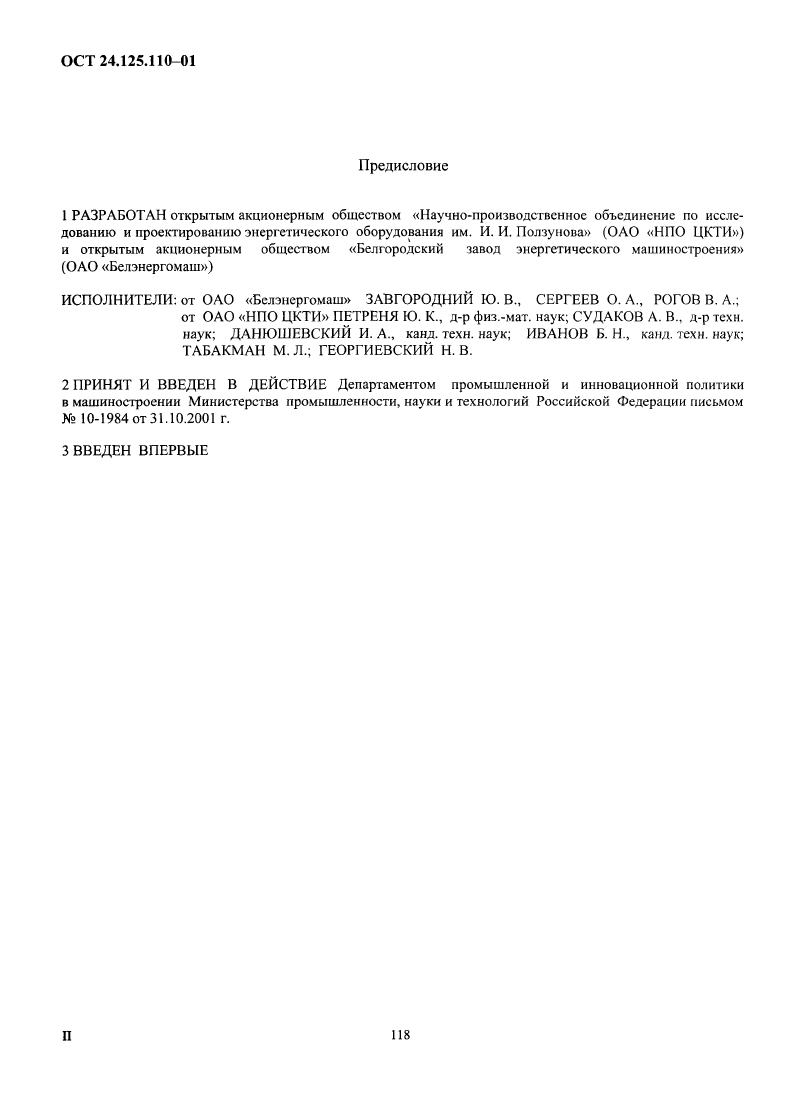 ОСТ 24.125.110–01
Предисловие
1 РАЗРАБОТАН открытым акционерным обществом «Научно-производственное объединение по иссле-
дованию и проектированию энергетического оборудования им. И. И. Ползунова» (ОАО «НПО ЦКТИ»)
и открытым акционерным обществом «Белгородский завод энергетического машиностроения»
(ОАО «Белэнергомаш»)
ИСПОЛНИТЕЛИ: от ОАО «Белэнергомаш» ЗАВГОРОДНИЙ Ю. В., СЕРГЕЕВ О. А., РОГОВ В. А.;
от ОАО «НПО ЦКТИ» ПЕТРЕНЯ Ю. К., д-р физ.-мат. наук; СУДАКОВ А. В., д-р техн.
наук; ДАНЮШЕВСКИЙ И. А., канд. техн. наук; ИВАНОВ Б. Н., канд. техн. наук;
ТАБАКМАН М. Л.; ГЕОРГИЕВСКИЙ Н. В.
2 ПРИНЯТ И ВВЕДЕН В ДЕЙСТВИЕ Департаментом промышленной и инновационной политики
в машиностроении Министерства промышленности, науки и технологий Российской Федерации письмом
№ 10-1984 от 31.10.2001 г.
3 ВВЕДЕН ВПЕРВЫЕ
II
118